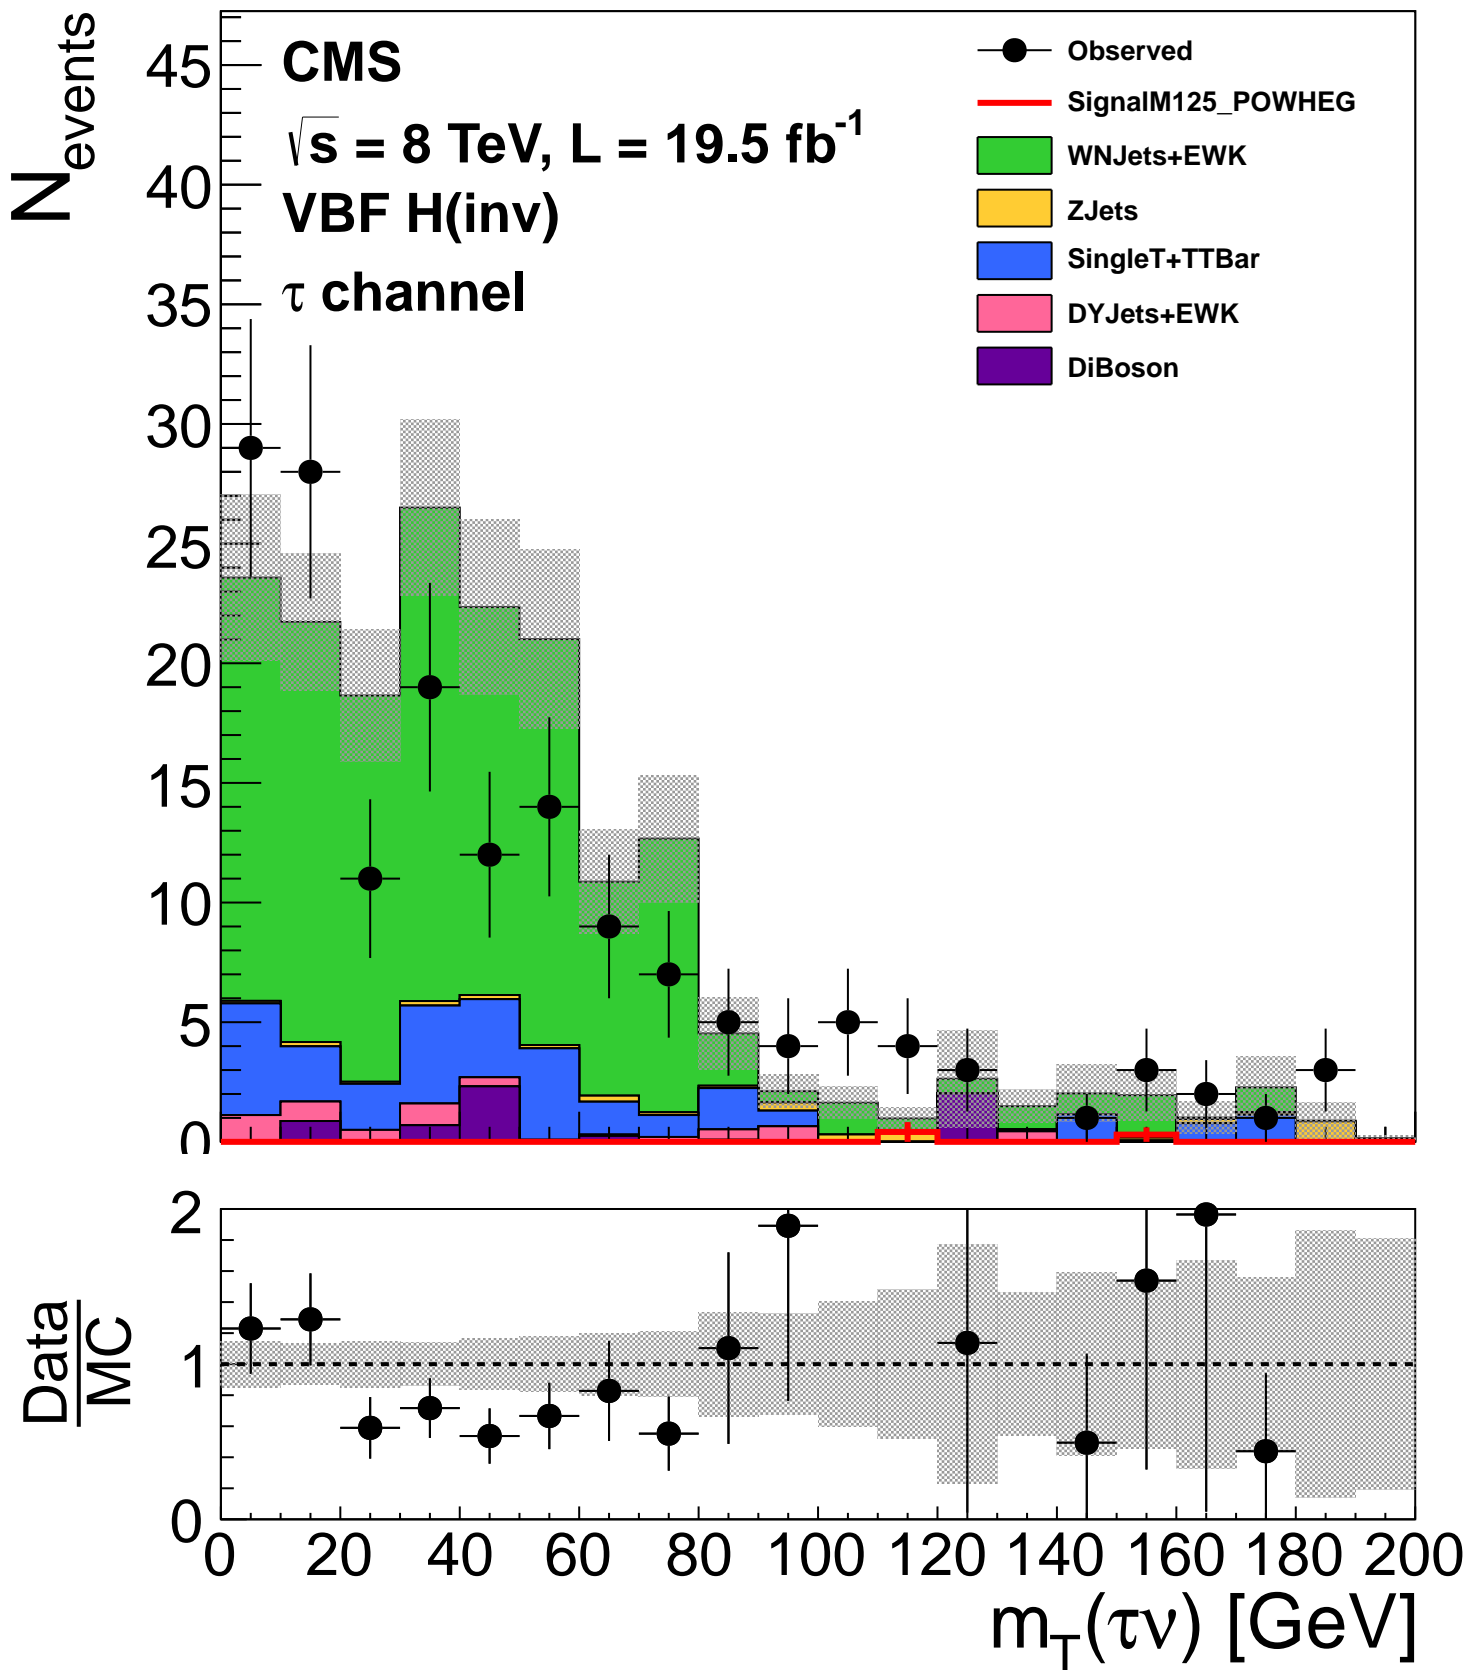 N_events
45
40
35
30
25
20
15
10
5
0
CMS
√s = 8 TeV, L = 19.5 fb⁻¹
VBF H(inv)
τ channel
Observed
SignalM125_POWHEG
WNJets+EWK
ZJets
SingleT+TTBar
DYJets+EWK
DiBoson
Data
MC
2
1
0
0 20 40 60 80 100 120 140 160 180 200
m_T(τν) [GeV]